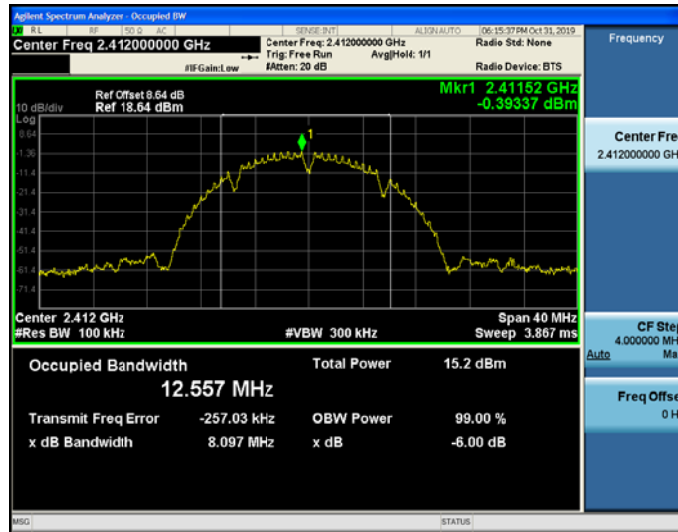 Agilent Spectrum Analyzer - Occupied BW
RL RF 50 Ω AC SENSE:INT ALIGN AUTO 06:15:37 PM Oct 31, 2019
Center Freq 2.412000000 GHz Center Freq: 2.412000000 GHz Radio Std: None
Trig: Free Run Avg|Hold: 1/1
#IFGain:Low #Atten: 20 dB Radio Device: BTS
Ref Offset 8.64 dB Mkr1 2.41152 GHz
10 dB/div Ref 18.64 dBm -0.39337 dBm
Log
8.64
-1.36
-11.4
-21.4
-31.4
-41.4
-51.4
-61.4
-71.4
1
Center 2.412 GHz Span 40 MHz
#Res BW 100 kHz #VBW 300 kHz Sweep 3.867 ms
Occupied Bandwidth Total Power 15.2 dBm
12.557 MHz
Transmit Freq Error -257.03 kHz OBW Power 99.00 %
x dB Bandwidth 8.097 MHz x dB -6.00 dB
MSG STATUS
Frequency
Center Fre
2.412000000 GH
CF Ste
4.000000 MH
Auto Ma
Freq Offse
0 H